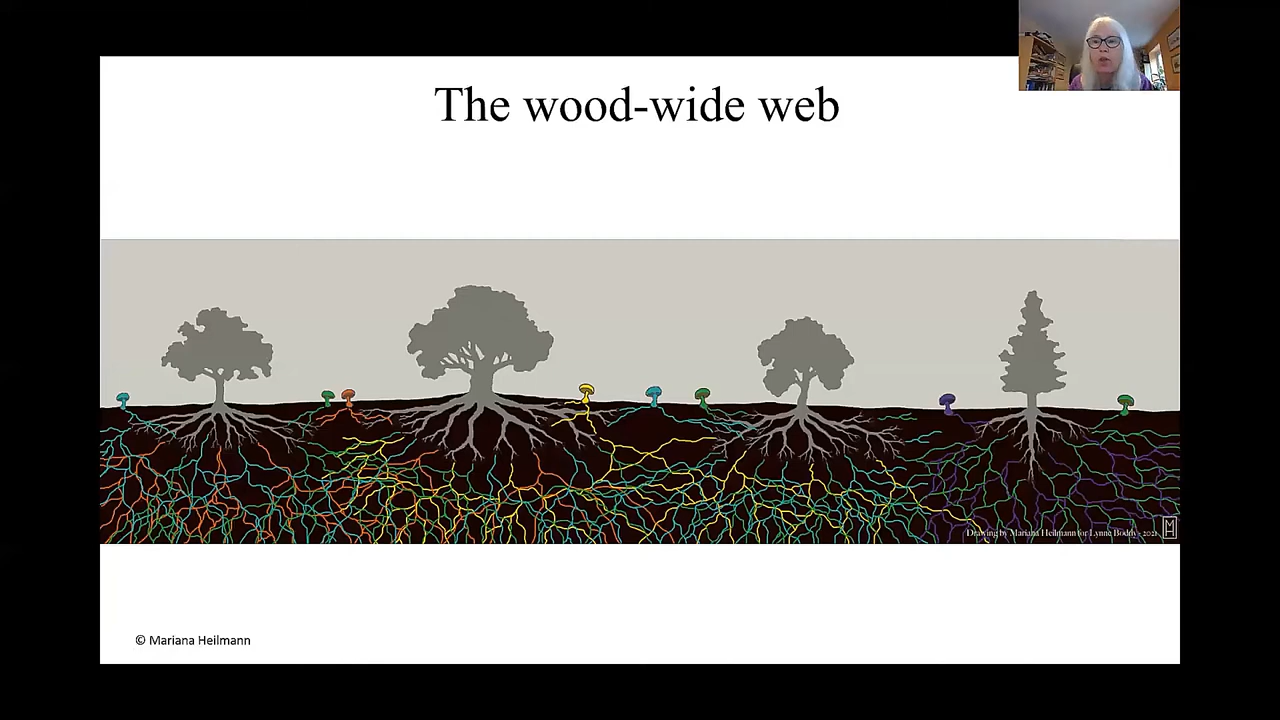 The wood-wide web
Drawing by Mariana Heilmann for Lynne Boddy - 2021
© Mariana Heilmann